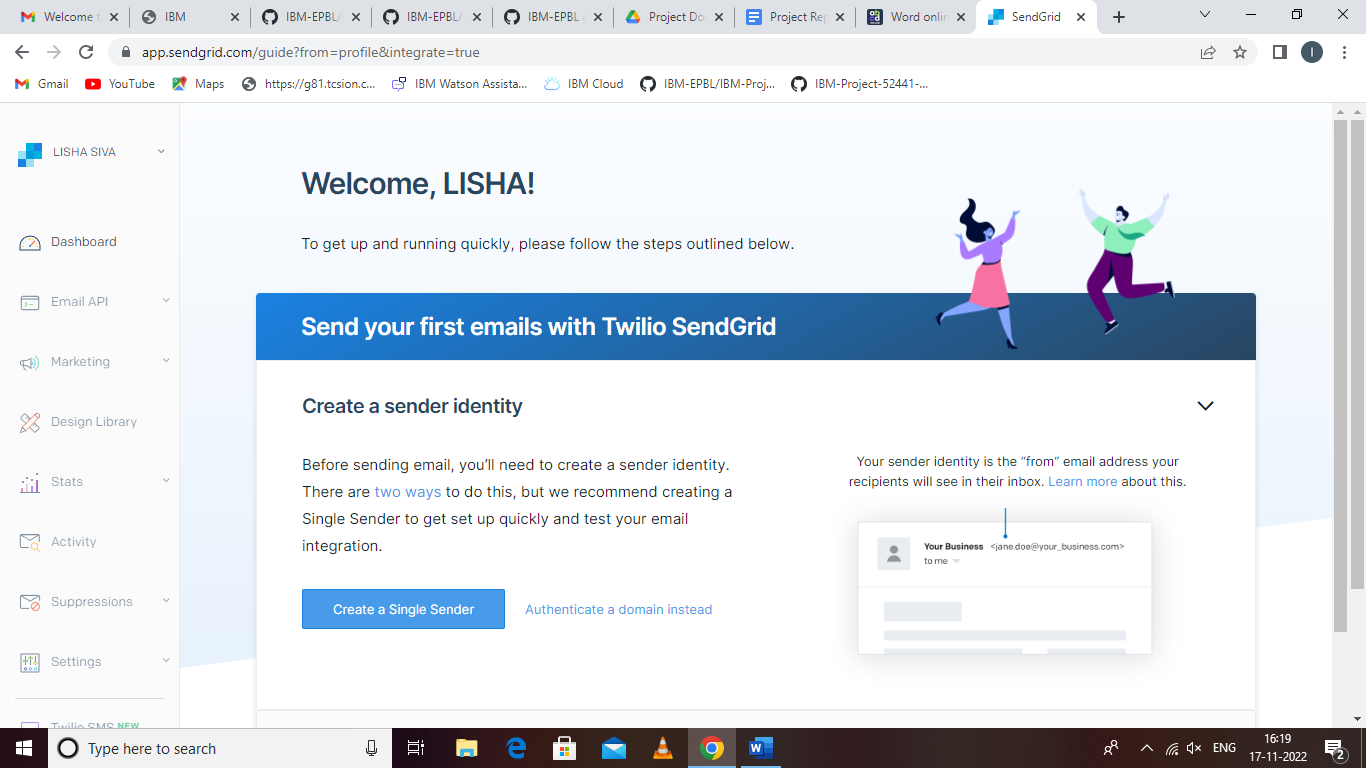 Welcome t
IBM
IBM-EPBL/
IBM-EPBL/
IBM-EPBL
Project Do
Project Rep
Word onlin
SendGrid
app.sendgrid.com/guide?from=profile&integrate=true
I
Gmail
YouTube
Maps
https://g81.tcsion.c...
IBM Watson Assista...
IBM Cloud
IBM-EPBL/IBM-Proj...
IBM-Project-52441-...
LISHA SIVA
Dashboard
Email API
Marketing
Design Library
Stats
Activity
Suppressions
Settings
Twilio SMS NEW
Welcome, LISHA!
To get up and running quickly, please follow the steps outlined below.
Send your first emails with Twilio SendGrid
Create a sender identity
Before sending email, you'll need to create a sender identity.
There are two ways to do this, but we recommend creating a
Single Sender to get set up quickly and test your email
integration.
Create a Single Sender
Authenticate a domain instead
Your sender identity is the “from” email address your
recipients will see in their inbox. Learn more about this.
Your Business <jane.doe@your_business.com>
to me
Type here to search
ENG
16:19
17-11-2022
2